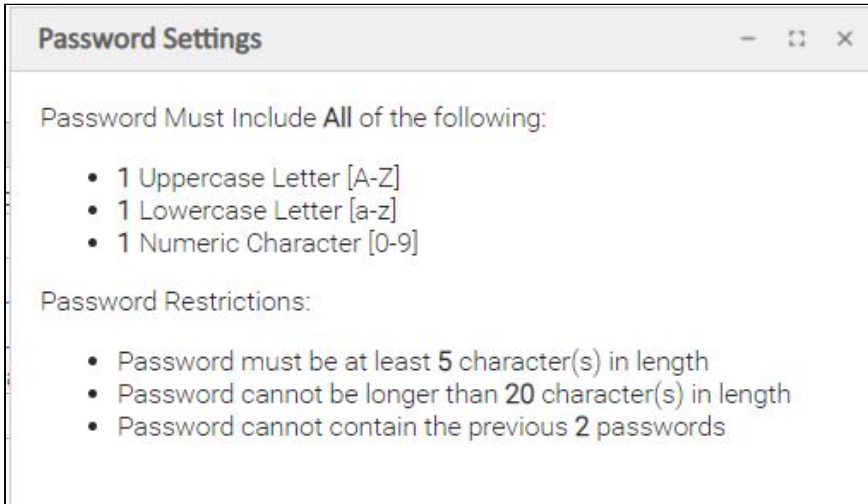 Password Settings
Password Must Include All of the following:
• 1 Uppercase Letter [A-Z]
• 1 Lowercase Letter [a-z]
• 1 Numeric Character [0-9]
Password Restrictions:
• Password must be at least 5 character(s) in length
• Password cannot be longer than 20 character(s) in length
• Password cannot contain the previous 2 passwords